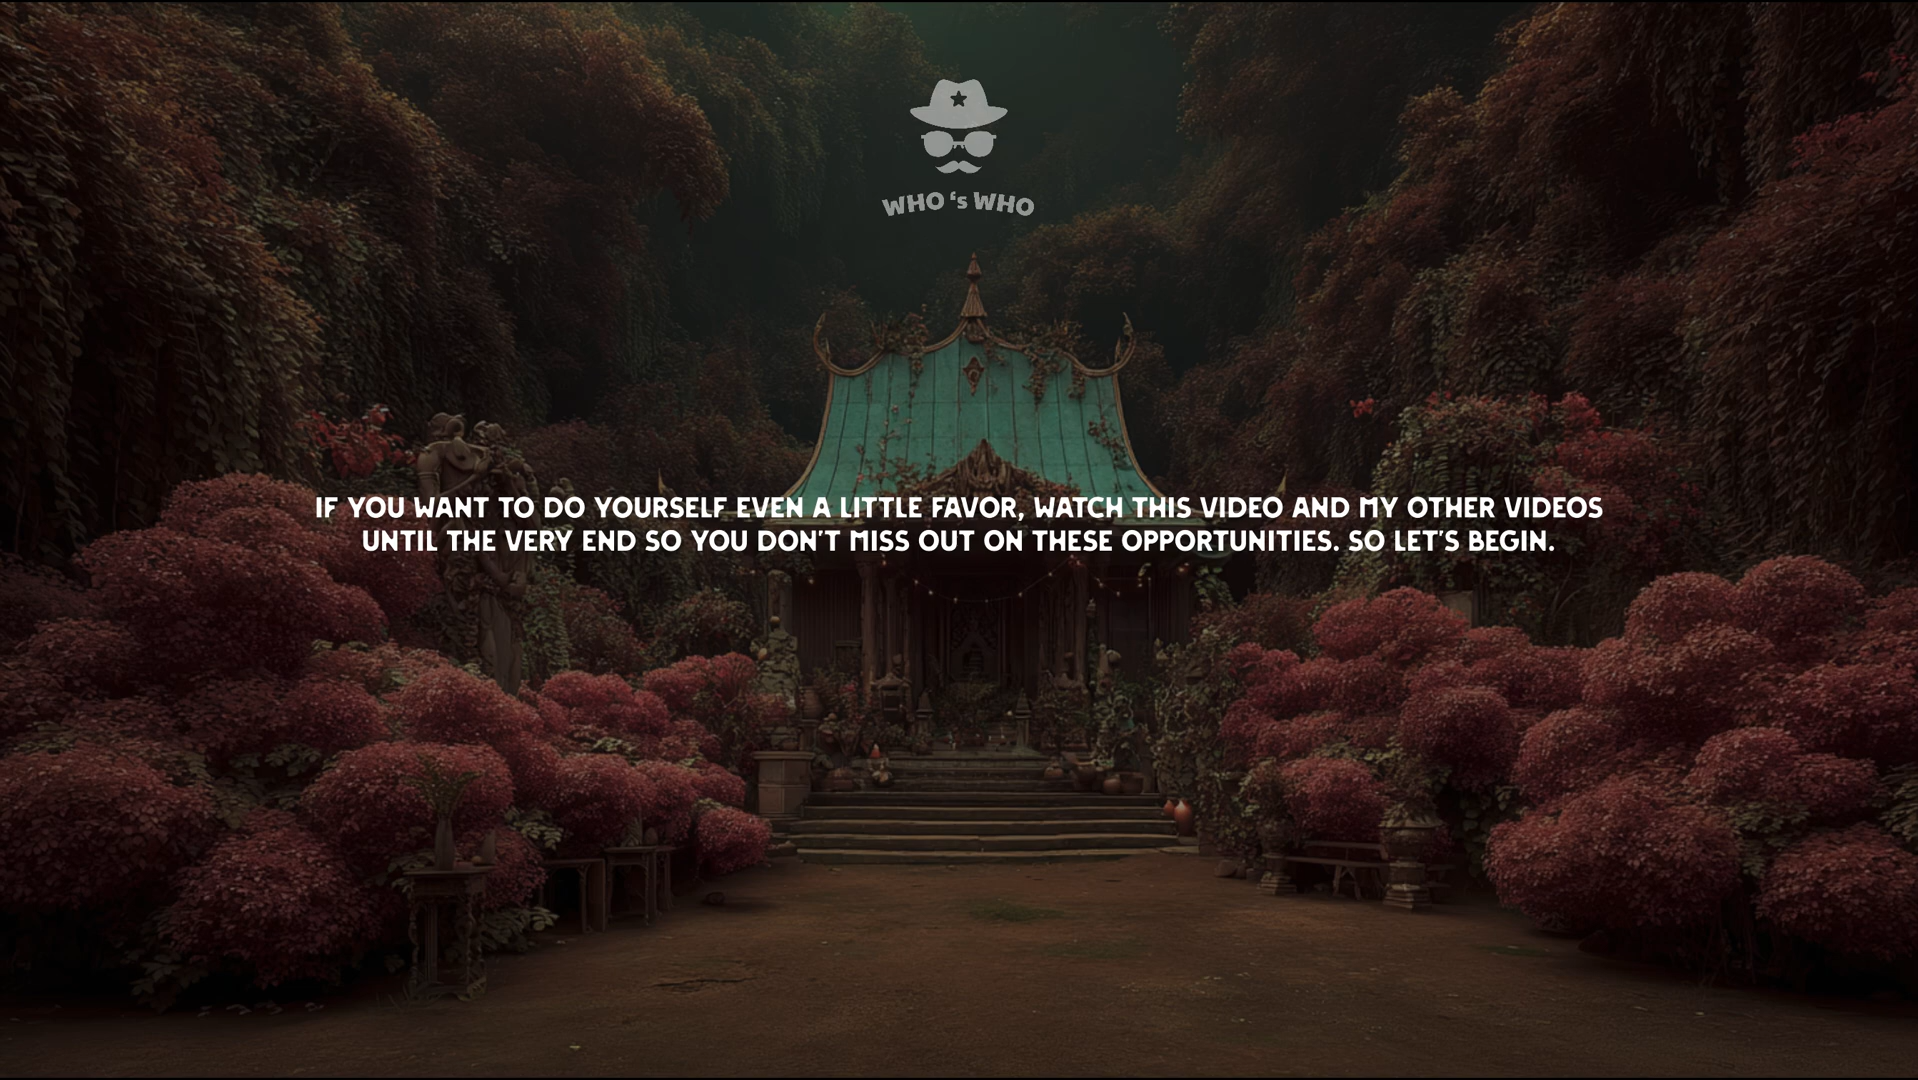 WHO 's WHO
IF YOU WANT TO DO YOURSELF EVEN A LITTLE FAVOR, WATCH THIS VIDEO AND MY OTHER VIDEOS
UNTIL THE VERY END SO YOU DON'T MISS OUT ON THESE OPPORTUNITIES. SO LET'S BEGIN.